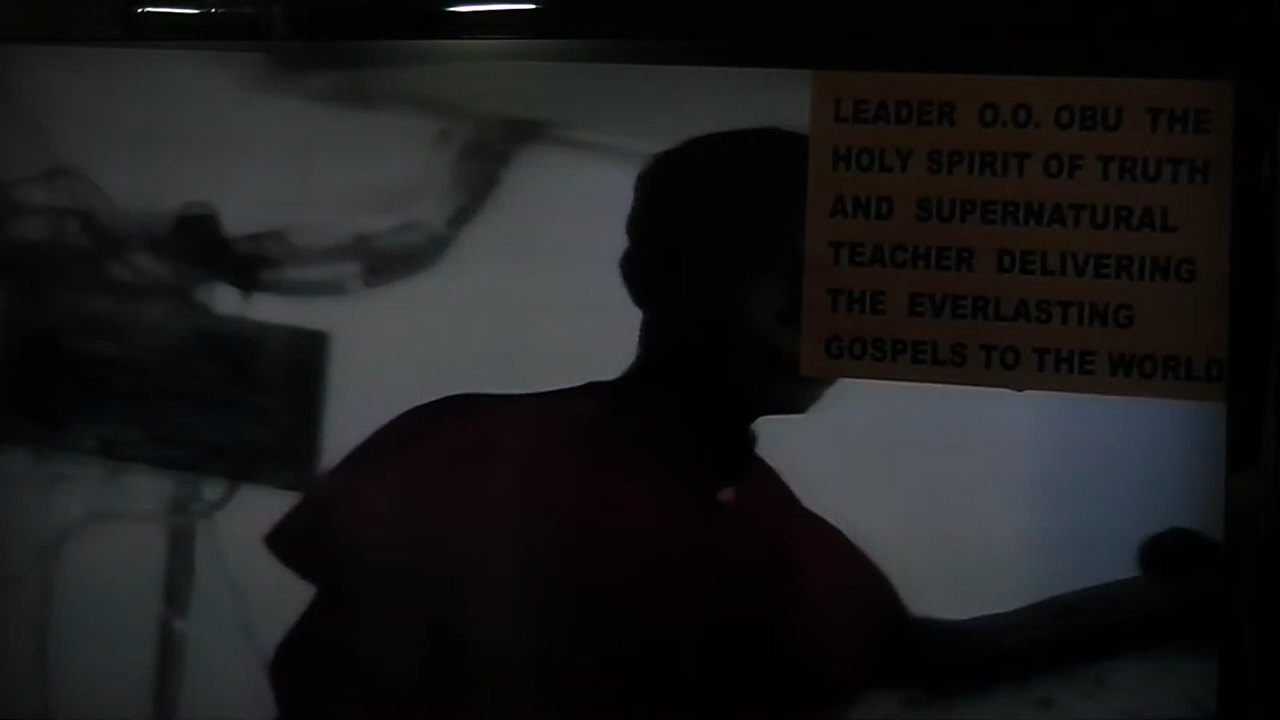 LEADER O.O. OBU THE
HOLY SPIRIT OF TRUTH
AND SUPERNATURAL
TEACHER DELIVERING
THE EVERLASTING
GOSPELS TO THE WORLD